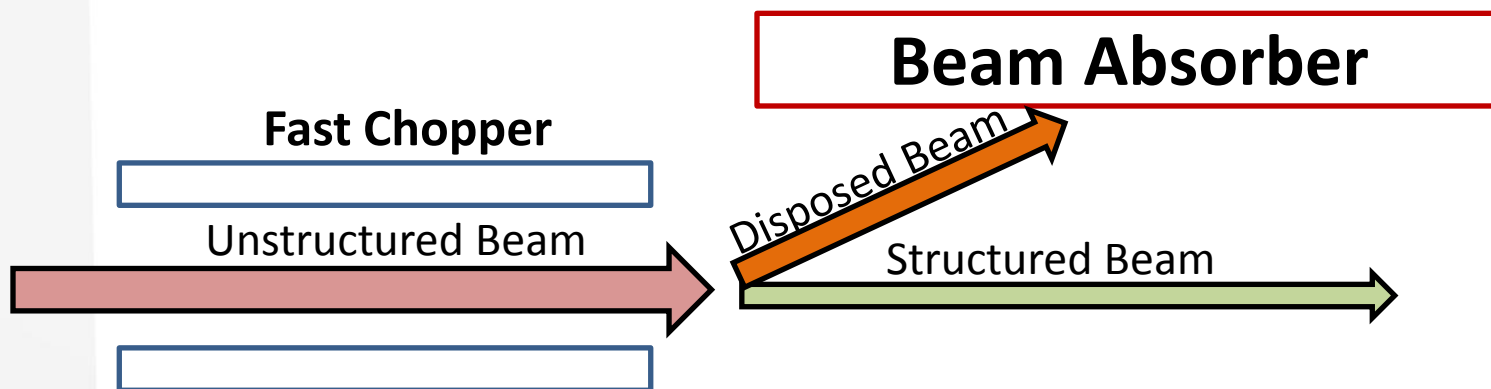 Beam Absorber
Fast Chopper
Disposed Beam
Unstructured Beam
Structured Beam